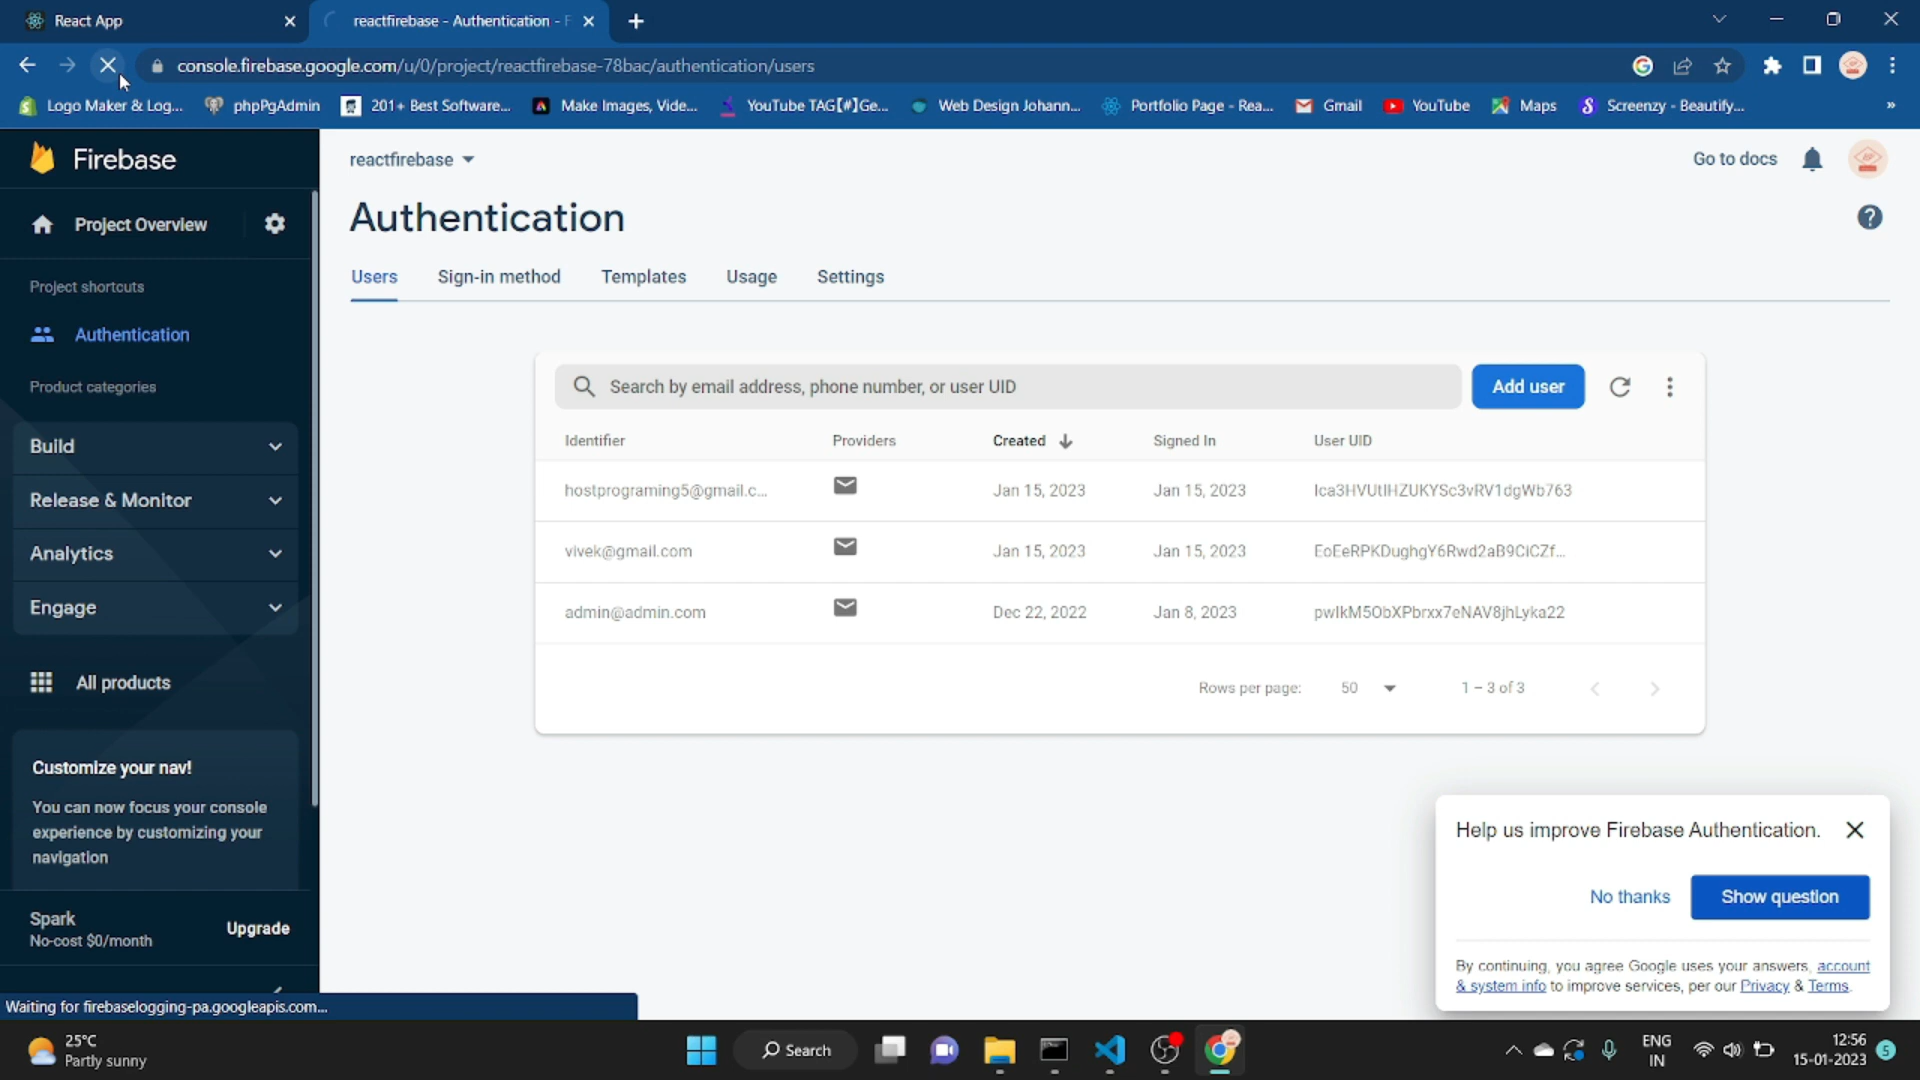 React App
reactfirebase - Authentication - F
console.firebase.google.com/u/0/project/reactfirebase-78bac/authentication/users
Logo Maker & Log...
phpPgAdmin
201+ Best Software...
Make Images, Vide...
YouTube TAG【#】Ge...
Web Design Johann...
Portfolio Page - Rea...
Gmail
YouTube
Maps
Screenzy - Beautify...
»
Firebase
Project Overview
Project shortcuts
Authentication
Product categories
Build
Release & Monitor
Analytics
Engage
All products
Customize your nav!
You can now focus your console
experience by customizing your
navigation
Spark
No-cost $0/month
Upgrade
Waiting for firebaselogging-pa.googleapis.com...
reactfirebase
Go to docs
Authentication
Users
Sign-in method
Templates
Usage
Settings
Search by email address, phone number, or user UID
Add user
Identifier
Providers
Created
Signed In
User UID
hostprograming5@gmail.c...
Jan 15, 2023
Jan 15, 2023
Ica3HVUtIHZUKYSc3vRV1dgWb763
vivek@gmail.com
Jan 15, 2023
Jan 15, 2023
EoEeRPKDughgY6Rwd2aB9CiCZf...
admin@admin.com
Dec 22, 2022
Jan 8, 2023
pwlkM5ObXPbrxx7eNAV8jhLyka22
Rows per page:
50
1 – 3 of 3
Help us improve Firebase Authentication.
No thanks
Show question
By continuing, you agree Google uses your answers, account
& system info to improve services, per our Privacy & Terms.
25°C
Partly sunny
Search
ENG
IN
12:56
15-01-2023
5